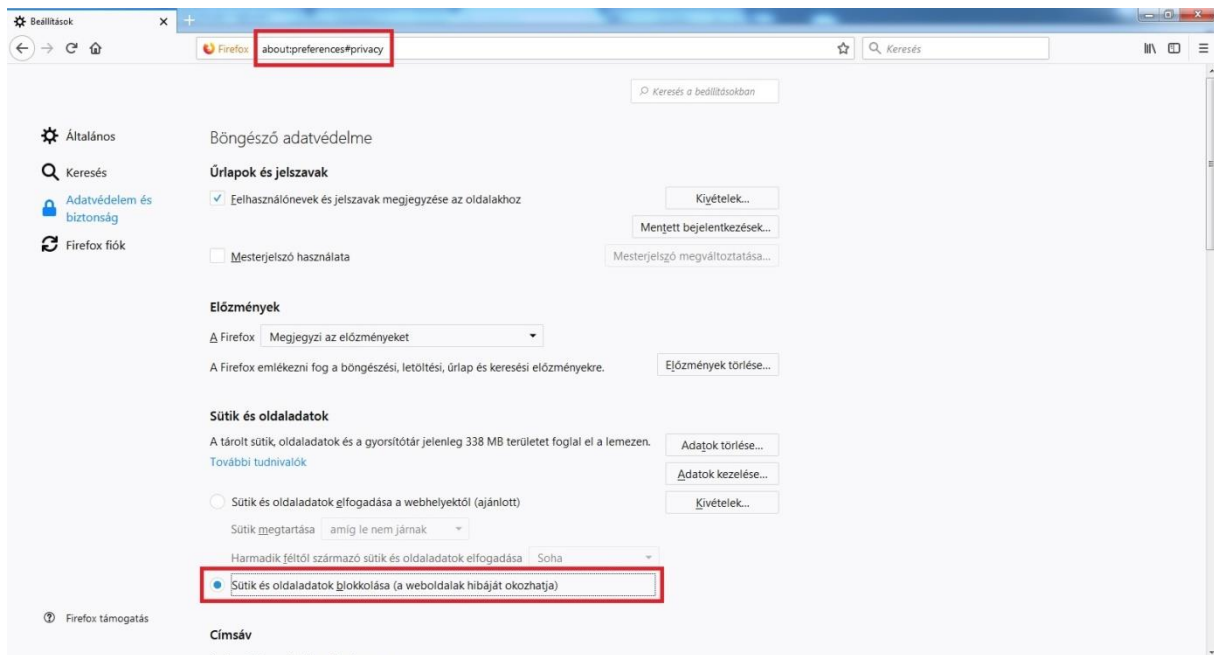 Beállítások
Firefox about:preferences#privacy Keresés
Keresés a beállításokban
Általános
Keresés
Adatvédelem és
biztonság
Firefox fiók
Böngésző adatvédelme
Űrlapok és jelszavak
Felhasználónevek és jelszavak megjegyzése az oldalakhoz
Kivételek...
Mentett bejelentkezések...
Mesterjelszó használata
Mesterjelszó megváltoztatása...
Előzmények
A Firefox Megjegyzi az előzményeket
A Firefox emlékezni fog a böngészési, letöltési, űrlap és keresési előzményekre.
Előzmények törlése...
Sütik és oldaladatok
A tárolt sütik, oldaladatok és a gyorsítótár jelenleg 338 MB területet foglal el a lemezen.
Adatok törlése...
További tudnivalók
Adatok kezelése...
Sütik és oldaladatok elfogadása a webhelyektől (ajánlott)
Kivételek...
Sütik megtartása amíg le nem járnak
Harmadik féltől származó sütik és oldaladatok elfogadása Soha
Sütik és oldaladatok blokkolása (a weboldalak hibáját okozhatja)
Firefox támogatás
Címsáv